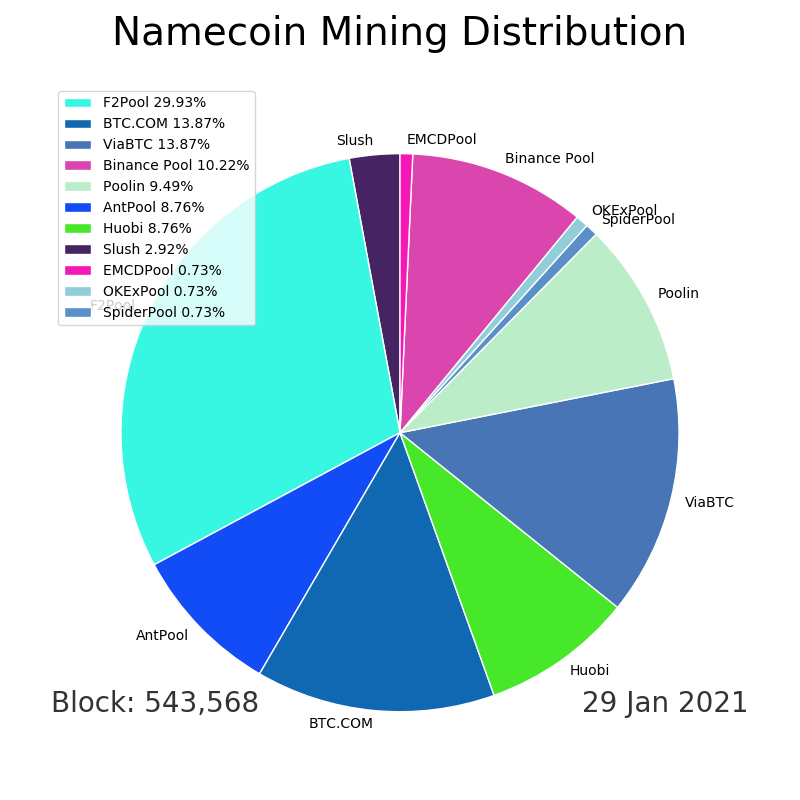 Namecoin Mining Distribution
F2Pool 29.93%
BTC.COM 13.87%
ViaBTC 13.87%
Binance Pool 10.22%
Poolin 9.49%
AntPool 8.76%
Huobi 8.76%
Slush 2.92%
EMCDPool 0.73%
OKExPool 0.73%
SpiderPool 0.73%
Slush
EMCDPool
Binance Pool
OKExPool
SpiderPool
Poolin
F2Pool
ViaBTC
AntPool
Huobi
BTC.COM
Block: 543,568
29 Jan 2021